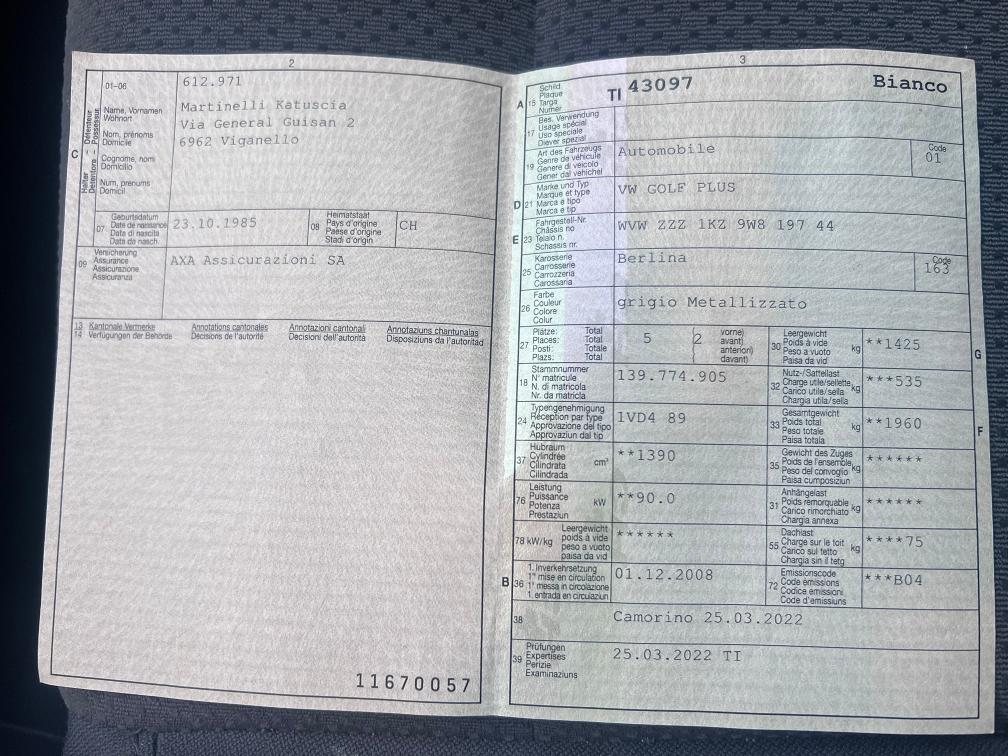 2
01-06
612.971
C
Halter Détenteur
Detentore Possessur
Name, Vornamen
Wohnort
Nom, prénoms
Domicile
Cognome, nomi
Domicilio
Num, prenums
Domicil
Martinelli Katuscia
Via General Guisan 2
6962 Viganello
07
Geburtsdatum
Date de naissance
Data di nascita
Data da nasch.
23.10.1985
08
Heimatstaat
Pays d'origine
Paese d'origine
Stadi d'origin
CH
09
Versicherung
Assurance
Assicurazione
Assicuranza
AXA Assicurazioni SA
13 Kantonale Vermerke Annotations cantonales Annotazioni cantonali Annotaziuns chantunalas
14 Verfügungen der Behörde Décisions de l'autorité Decisioni dell'autorità Disposiziuns da l'autoritad
11670057
3
A 15
Schild
Plaque
Targa
Numer
TI 43097 Bianco
17
Bes. Verwendung
Usage spécial
Uso speciale
Diever spezial
19
Art des Fahrzeugs
Genre de véhicule
Genere di veicolo
Gener dal vehichel
Automobile
Code
01
D 21
Marke und Typ
Marque et type
Marca e tipo
Marca e tip
VW GOLF PLUS
E 23
Fahrgestell-Nr.
Châssis no
Telaio n.
Schassis nr.
WVW ZZZ 1KZ 9W8 197 44
25
Karosserie
Carrosserie
Carrozzeria
Carossaria
Berlina
Code
163
26
Farbe
Couleur
Colore
Colur
grigio Metallizzato
27
Plätze: Total
Places: Total
Posti: Totale
Plazs: Total
5 2
vorne)
avant)
anteriori)
davant)
30
Leergewicht
Poids à vide
Peso a vuoto
Paisa da vid
kg
**1425
G
18
Stammnummer
N° matricule
N. di matricola
Nr. da matricla
139.774.905
32
Nutz-/Sattellast
Charge utile/sellette
Carico utile/sella
Chargia utila/sella
kg
***535
24
Typengenehmigung
Réception par type
Approvazione del tipo
Approvaziun dal tip
1VD4 89
33
Gesamtgewicht
Poids total
Peso totale
Paisa totala
kg
**1960
F
37
Hubraum
Cylindrée
Cilindrata
Cilindrada
cm³
**1390
35
Gewicht des Zuges
Poids de l'ensemble
Peso del convoglio
Paisa cumposiziun
kg
******
76
Leistung
Puissance
Potenza
Prestaziun
kW
**90.0
31
Anhängelast
Poids remorquable
Carico rimorchiato
Chargia annexa
kg
******
78 kW/kg
Leergewicht
poids à vide
peso a vuoto
paisa da vid
******
55
Dachlast
Charge sur le toit
Carico sul tetto
Chargia sin il tetg
kg
****75
B 36
1. Inverkehrsetzung
1re mise en circulation
1a messa in circolazione
1. entrada en circulaziun
01.12.2008
72
Emissionscode
Code émissions
Codice emissioni
Code d'emissiuns
***B04
38
Camorino 25.03.2022
39
Prüfungen
Expertises
Perizie
Examinaziuns
25.03.2022 TI